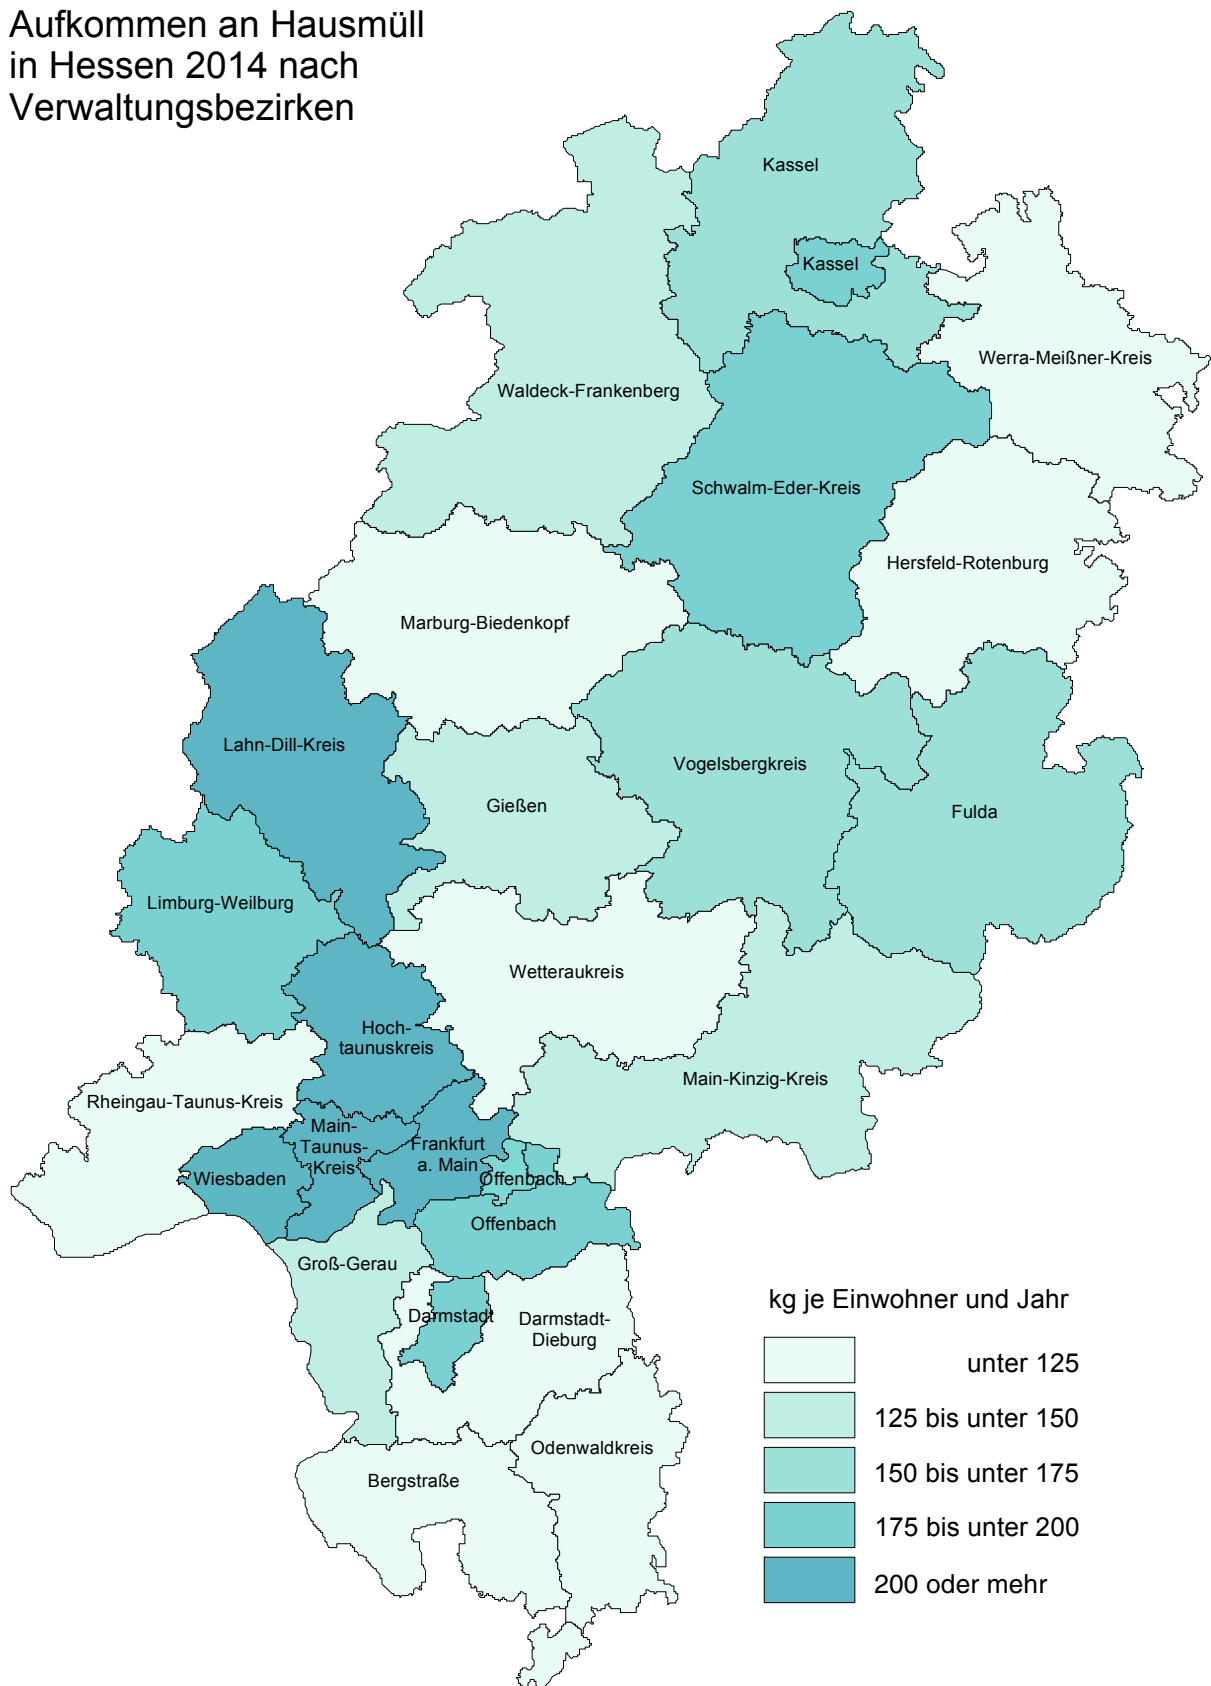 Aufkommen an Hausmüll
in Hessen 2014 nach
Verwaltungsbezirken
Kassel
Kassel
Werra-Meißner-Kreis
Waldeck-Frankenberg
Schwalm-Eder-Kreis
Hersfeld-Rotenburg
Marburg-Biedenkopf
Lahn-Dill-Kreis
Vogelsbergkreis
Gießen
Fulda
Limburg-Weilburg
Wetteraukreis
Hoch-
taunuskreis
Main-Kinzig-Kreis
Rheingau-Taunus-Kreis
Main-
Taunus-
Kreis
Frankfurt
a. Main
Wiesbaden
Offenbach
Offenbach
Groß-Gerau
Darmstadt
Darmstadt-
Dieburg
Odenwaldkreis
Bergstraße
kg je Einwohner und Jahr
unter 125
125 bis unter 150
150 bis unter 175
175 bis unter 200
200 oder mehr